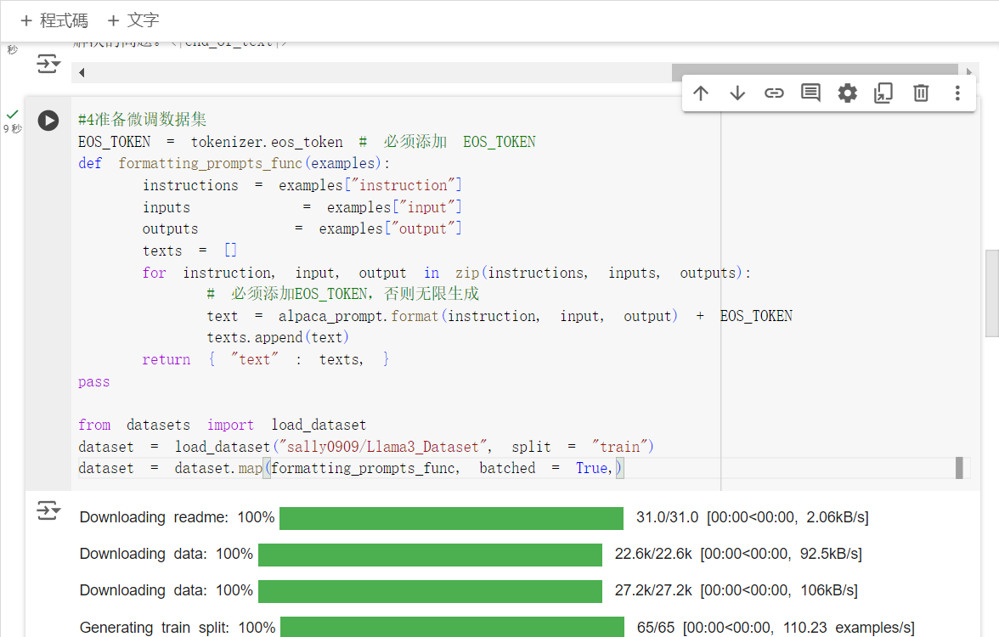 + 程式碼 + 文字
秒
解决的问题。<|end_of_text|>
9 秒
#4准备微调数据集
EOS_TOKEN = tokenizer.eos_token # 必须添加 EOS_TOKEN
def formatting_prompts_func(examples):
instructions = examples["instruction"]
inputs = examples["input"]
outputs = examples["output"]
texts = []
for instruction, input, output in zip(instructions, inputs, outputs):
# 必须添加EOS_TOKEN，否则无限生成
text = alpaca_prompt.format(instruction, input, output) + EOS_TOKEN
texts.append(text)
return { "text" : texts, }
pass
from datasets import load_dataset
dataset = load_dataset("sally0909/Llama3_Dataset", split = "train")
dataset = dataset.map(formatting_prompts_func, batched = True,)
Downloading readme: 100% 31.0/31.0 [00:00<00:00, 2.06kB/s]
Downloading data: 100% 22.6k/22.6k [00:00<00:00, 92.5kB/s]
Downloading data: 100% 27.2k/27.2k [00:00<00:00, 106kB/s]
Generating train split: 100% 65/65 [00:00<00:00, 110.23 examples/s]